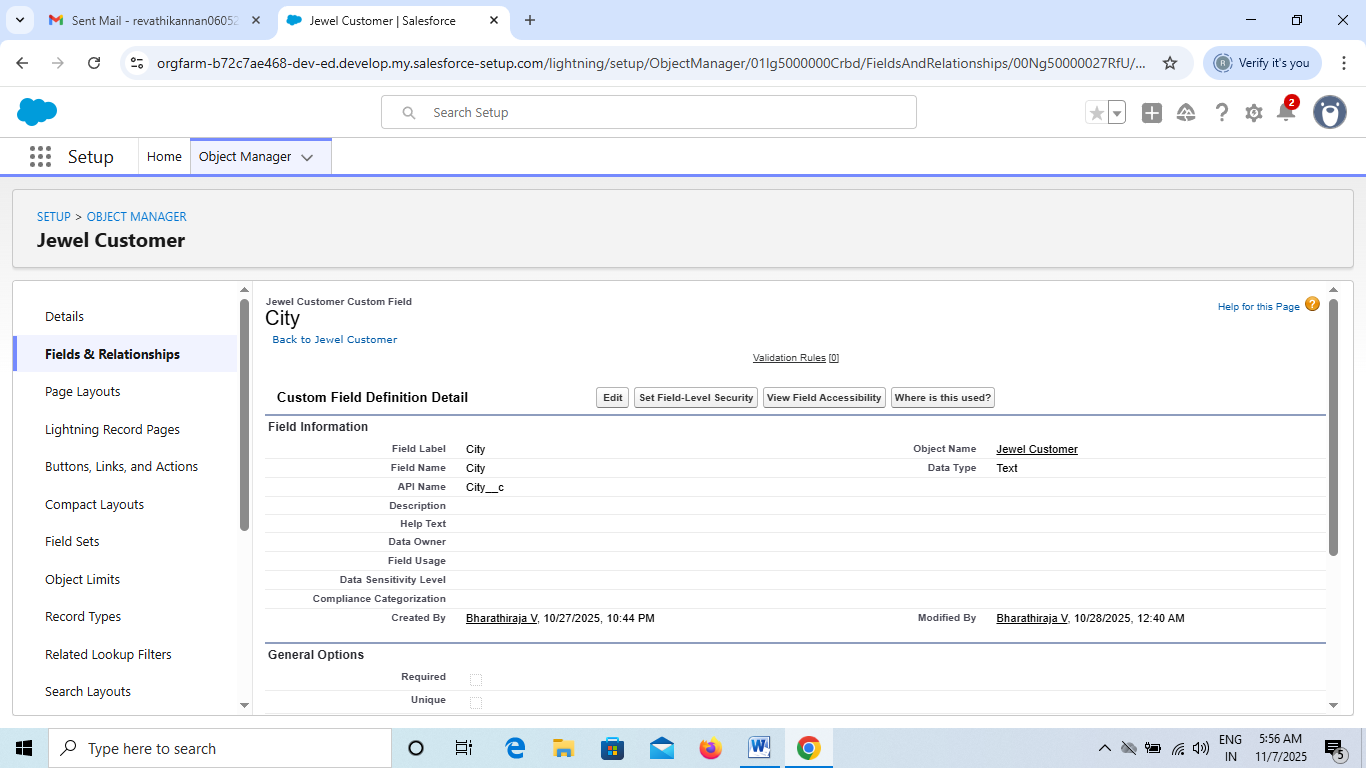 Sent Mail - revathikannan06052
Jewel Customer | Salesforce
orgfarm-b72c7ae468-dev-ed.develop.my.salesforce-setup.com/lightning/setup/ObjectManager/01Ig5000000Crbd/FieldsAndRelationships/00Ng50000027RfU/...
R
Verify it's you
Search Setup
2
Setup
Home
Object Manager
SETUP > OBJECT MANAGER
Jewel Customer
Details
Fields & Relationships
Page Layouts
Lightning Record Pages
Buttons, Links, and Actions
Compact Layouts
Field Sets
Object Limits
Record Types
Related Lookup Filters
Search Layouts
Jewel Customer Custom Field
City
Back to Jewel Customer
Help for this Page ?
Validation Rules [0]
Custom Field Definition Detail
Edit
Set Field-Level Security
View Field Accessibility
Where is this used?
Field Information
Field Label City Object Name Jewel Customer
Field Name City Data Type Text
API Name City__c
Description
Help Text
Data Owner
Field Usage
Data Sensitivity Level
Compliance Categorization
Created By Bharathiraja V, 10/27/2025, 10:44 PM Modified By Bharathiraja V, 10/28/2025, 12:40 AM
General Options
Required
Unique
Type here to search
ENG
IN
5:56 AM
11/7/2025
5